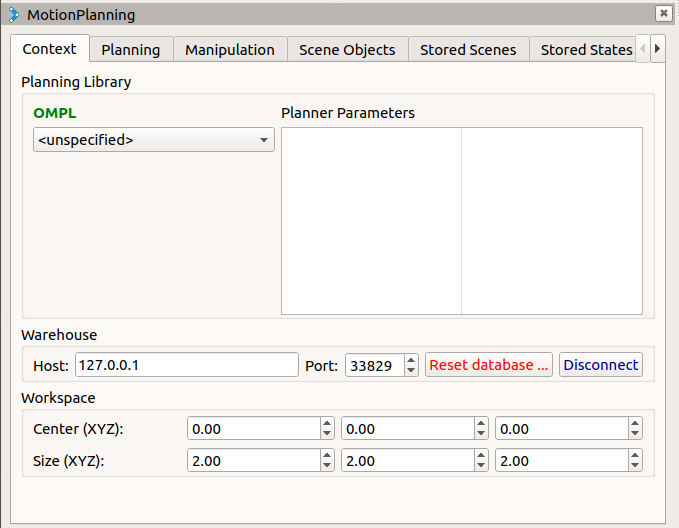 MotionPlanning
Context Planning Manipulation Scene Objects Stored Scenes Stored States
Planning Library
OMPL Planner Parameters
<unspecified>
Warehouse
Host: 127.0.0.1 Port: 33829 Reset database ... Disconnect
Workspace
Center (XYZ): 0.00 0.00 0.00
Size (XYZ): 2.00 2.00 2.00